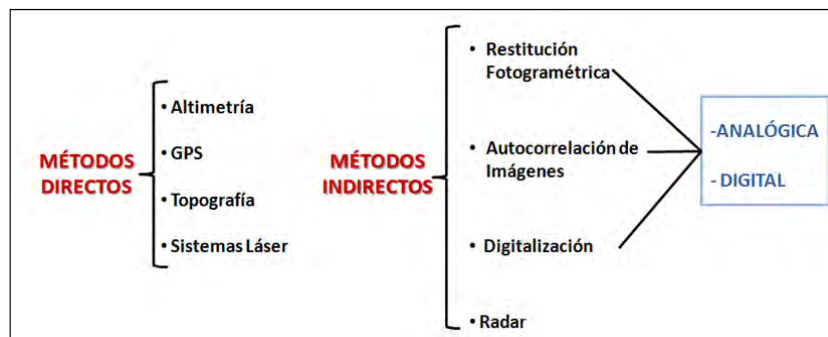 MÉTODOS
DIRECTOS
• Altimetría
• GPS
• Topografía
• Sistemas Láser
MÉTODOS
INDIRECTOS
• Restitución
Fotogramétrica
• Autocorrelación de
Imágenes
• Digitalización
• Radar
-ANALÓGICA
- DIGITAL